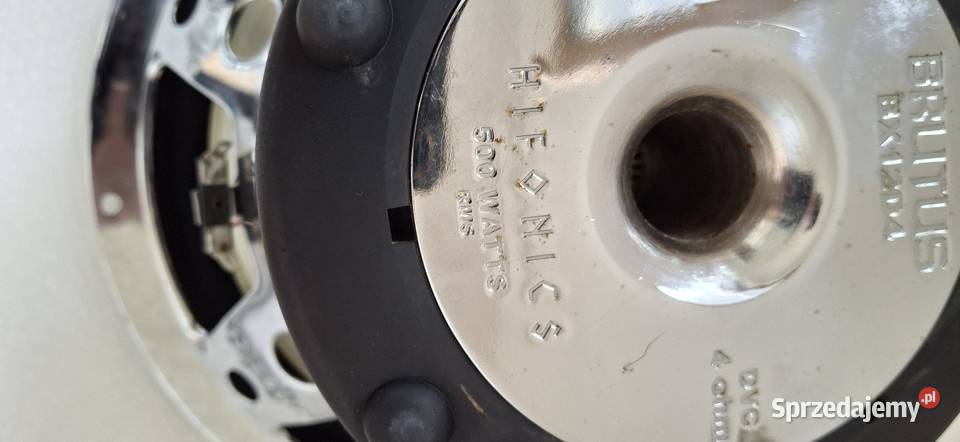 BRUTUS
BX12D4
HIFONICS
500 WATTS
RMS
DVC
4 ohm
Sprzedajemy.pl